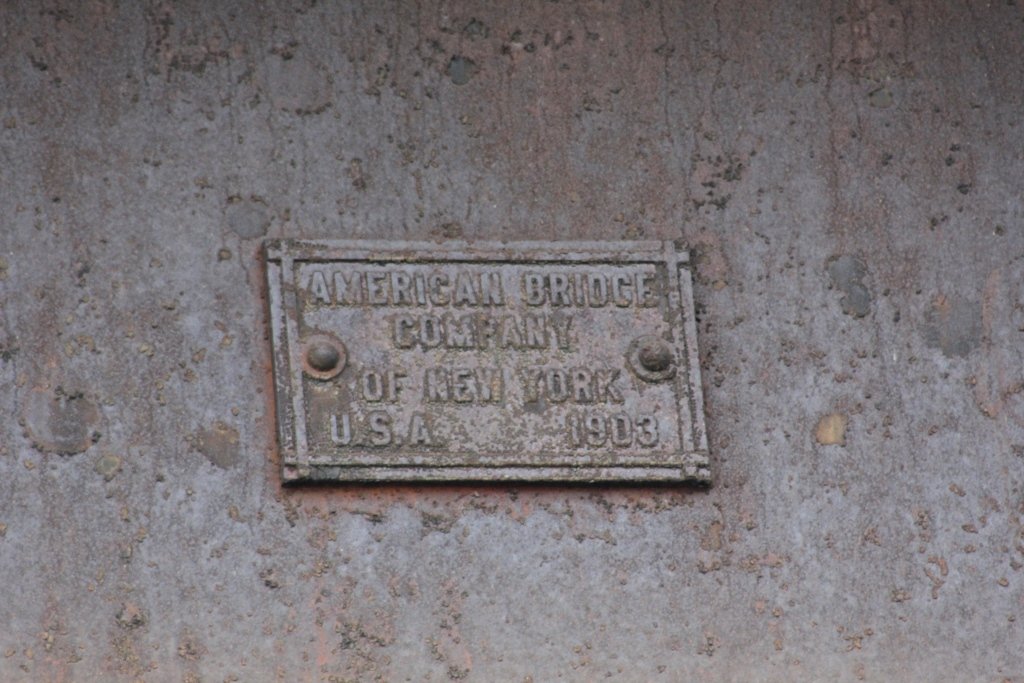 AMERICAN BRIDGE
COMPANY
OF NEW YORK
U.S.A. 1903